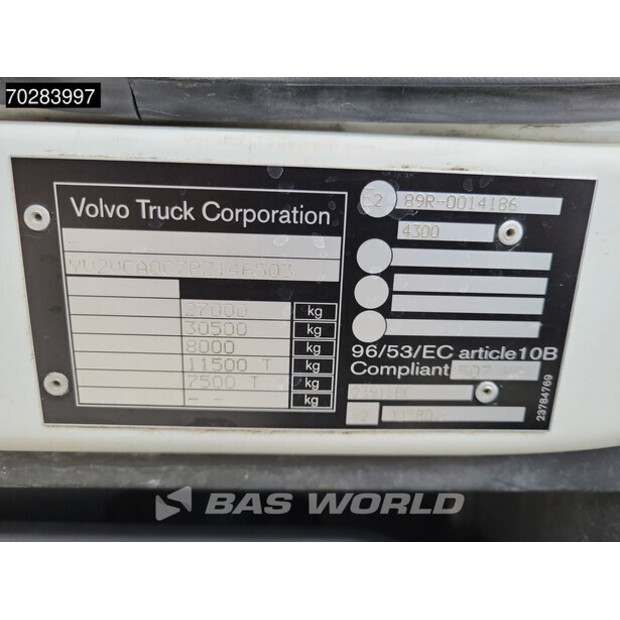 70283997
Volvo Truck Corporation
-
27000 kg
30500 kg
8000 kg
11500 T kg
7500 T kg
- - kg
89R-0014186
4300
96/53/EC article10B
Compliant
23784769
BAS WORLD